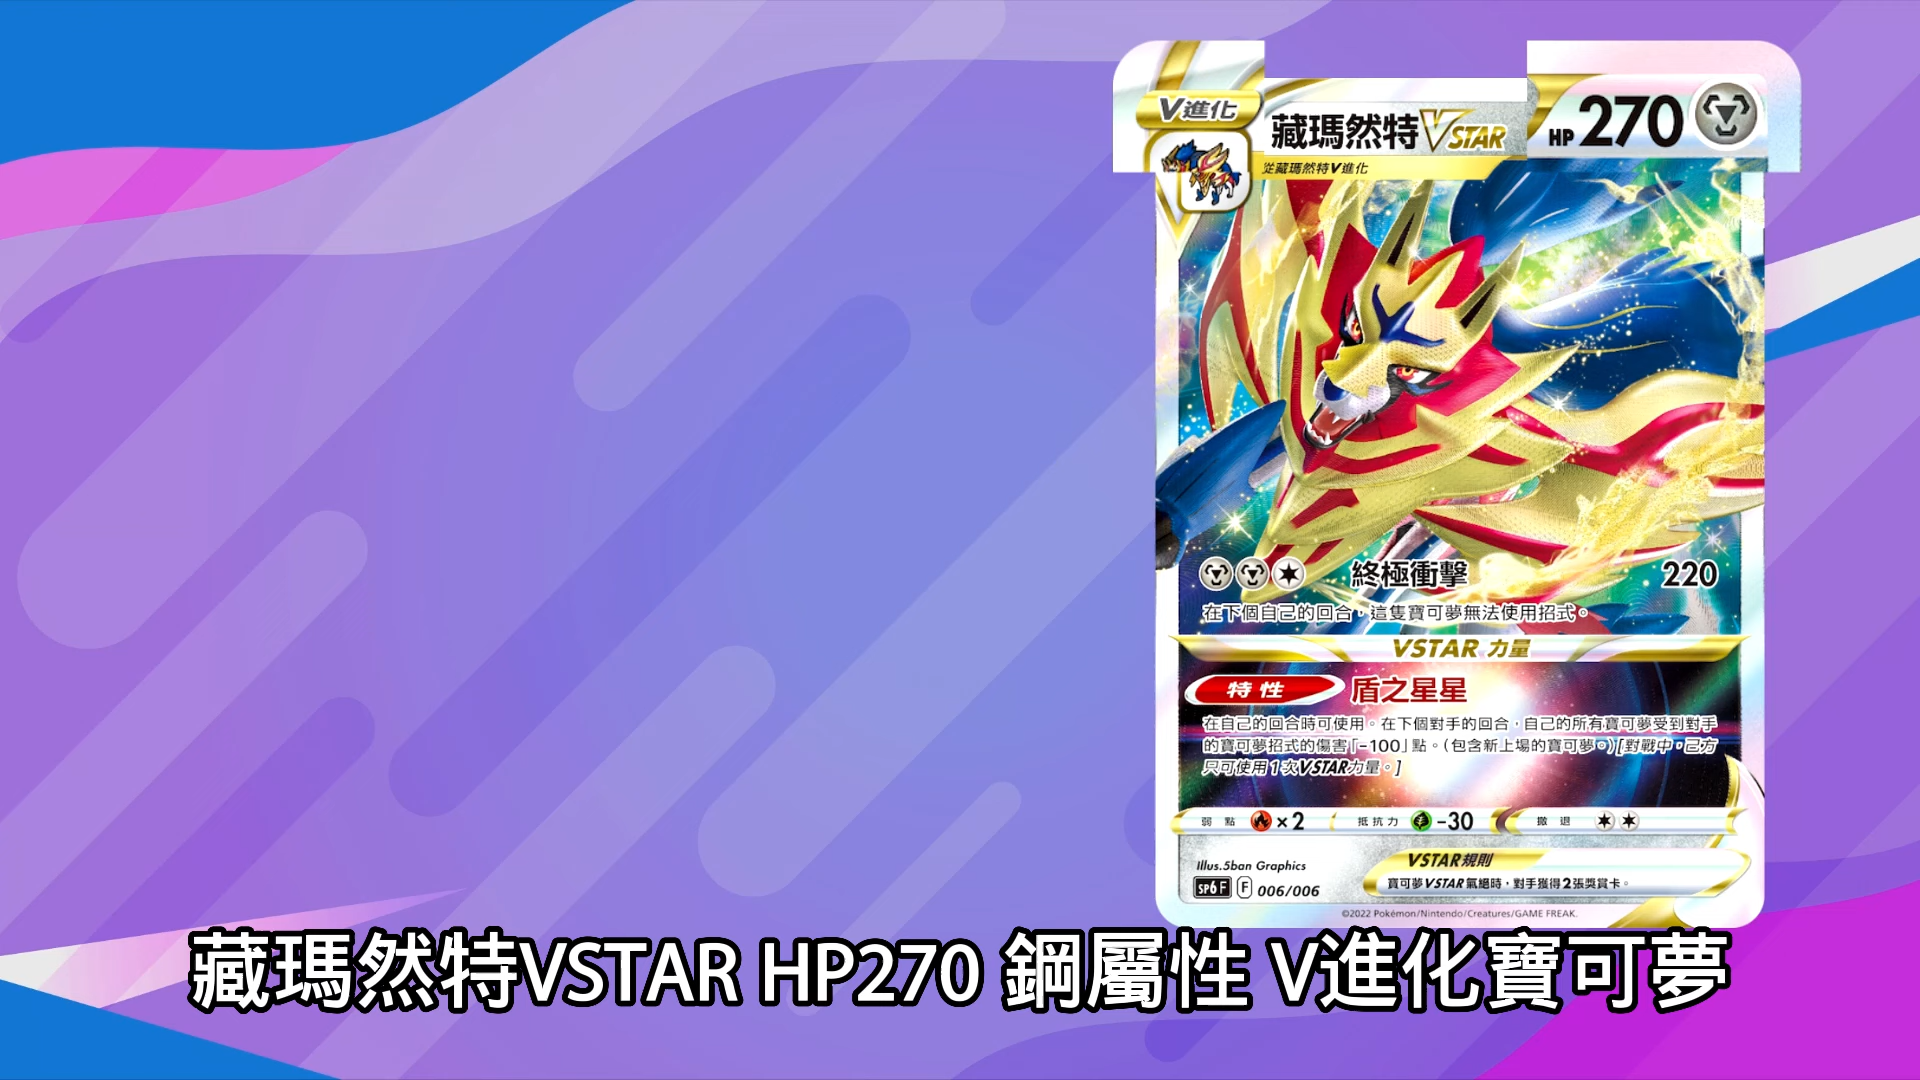 V進化
藏瑪然特VSTAR
HP 270
從藏瑪然特V進化
終極衝擊 220
在下個自己的回合,這隻寶可夢無法使用招式。
VSTAR 力量
特性 盾之星星
在自己的回合時可使用。在下個對手的回合,自己的所有寶可夢受到對手
的寶可夢招式的傷害「-100」點。(包含新上場的寶可夢。)[對戰中,己方
只可使用1次VSTAR力量。]
弱點 ×2 抵抗力 -30 撤退
Illus.5ban Graphics
SP6 F F 006/006
VSTAR規則
寶可夢VSTAR氣絕時,對手獲得2張獎賞卡。
©2022 Pokémon/Nintendo/Creatures/GAME FREAK.
藏瑪然特VSTAR HP270 鋼屬性 V進化寶可夢